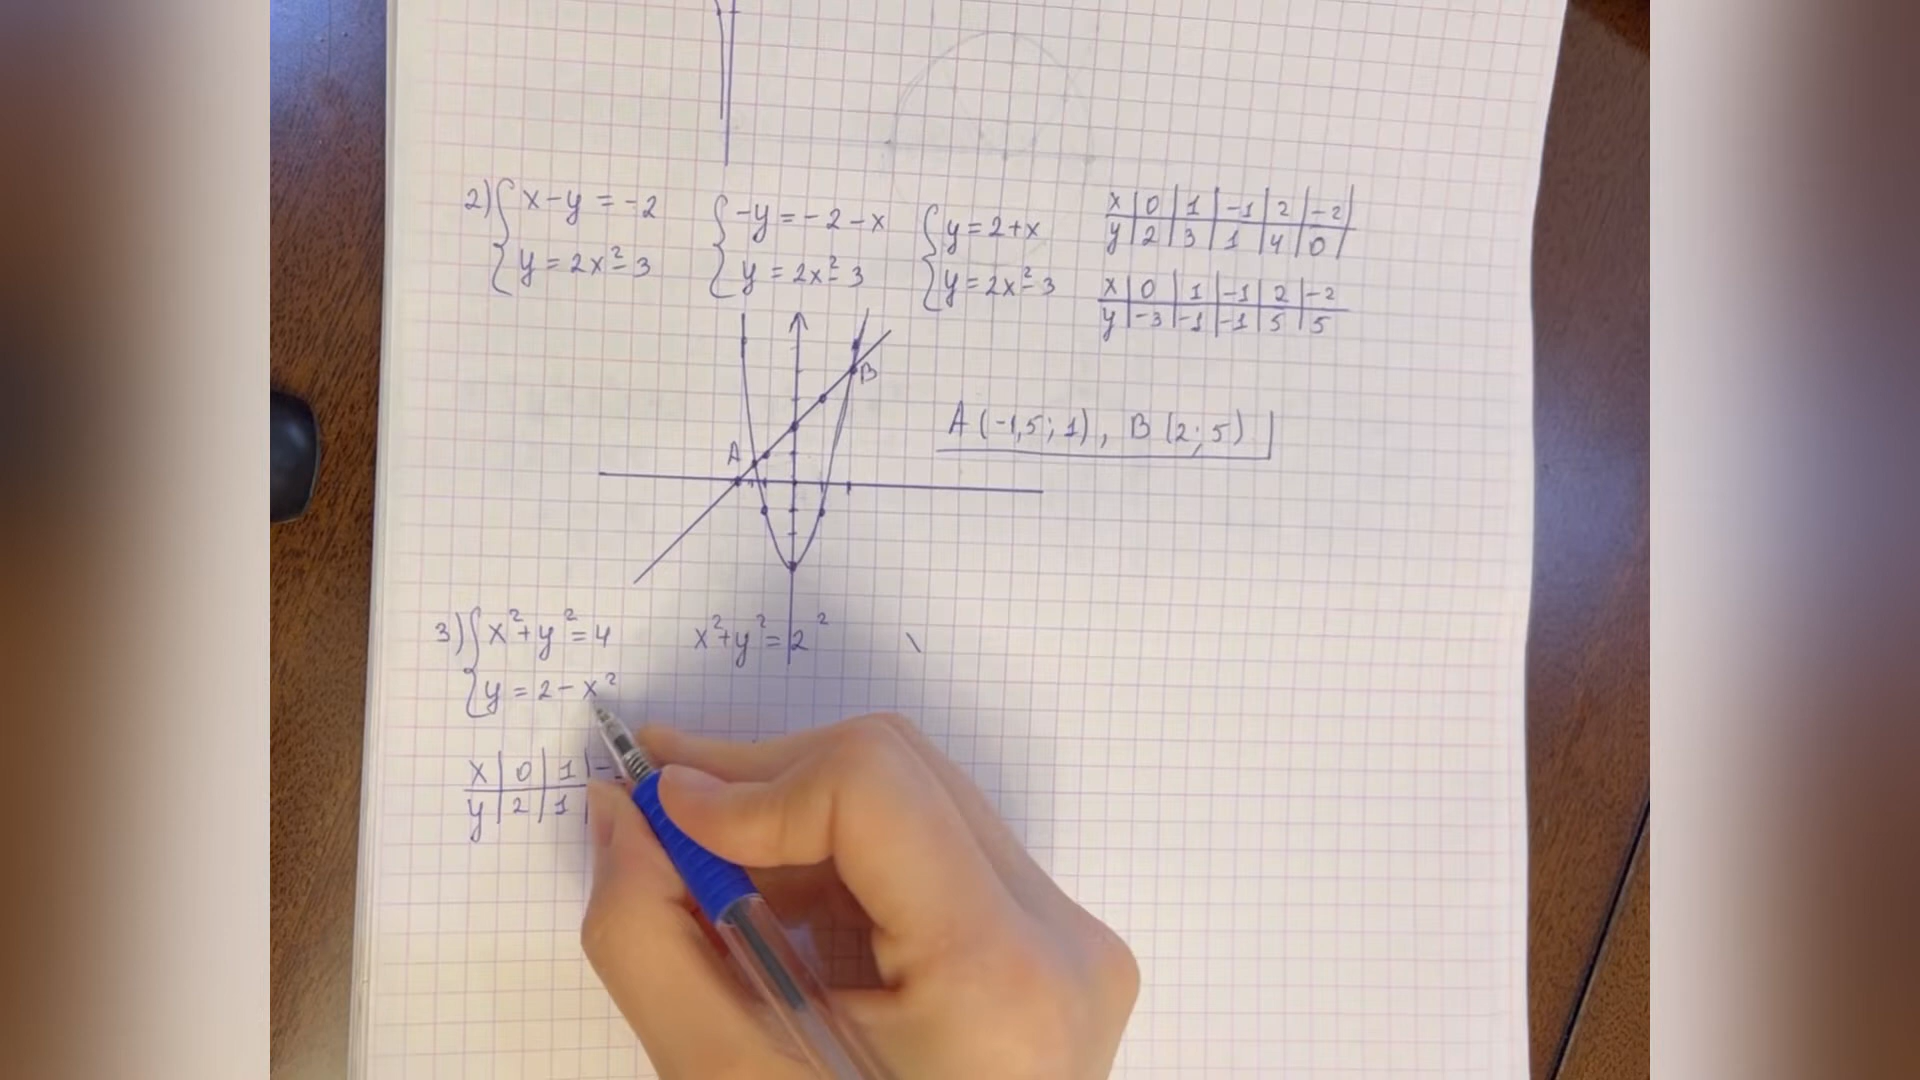 2) { x - y = -2
{ y = 2x² - 3
{ -y = -2 - x
{ y = 2x² - 3
{ y = 2 + x
{ y = 2x² - 3
x | 0 | 1 | -1 | 2 | -2 |
y | 2 | 3 | 1 | 4 | 0 |
x | 0 | 1 | -1 | 2 | -2
y | -3 | -1 | -1 | 5 | 5
A
B
A (-1,5; 1), B (2; 5)
3) { x² + y² = 4
{ y = 2 - x²
x² + y² = 2²
x | 0 | 1 | -
y | 2 | 1 |